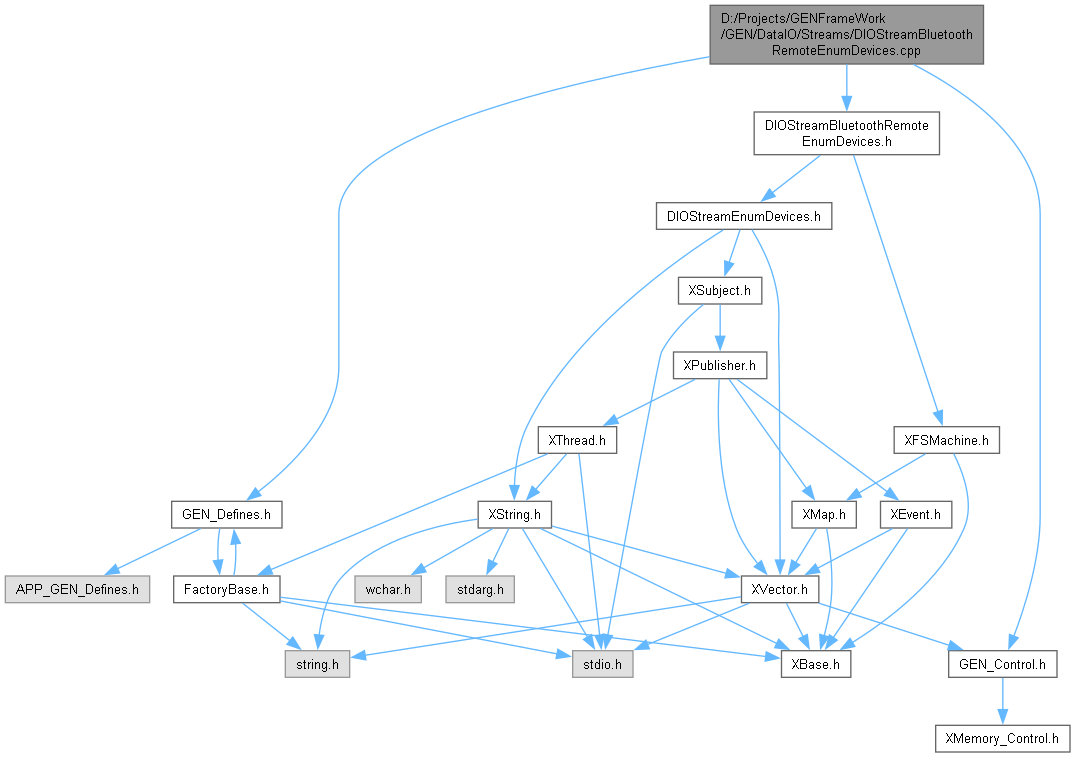 D:/Projects/GENFrameWork
/GEN/DataIO/Streams/DIOStreamBluetooth
RemoteEnumDevices.cpp
DIOStreamBluetoothRemote
EnumDevices.h
DIOStreamEnumDevices.h
XSubject.h
XPublisher.h
XThread.h
XFSMachine.h
GEN_Defines.h
XString.h
XMap.h
XEvent.h
APP_GEN_Defines.h
FactoryBase.h
wchar.h
stdarg.h
XVector.h
string.h
stdio.h
XBase.h
GEN_Control.h
XMemory_Control.h